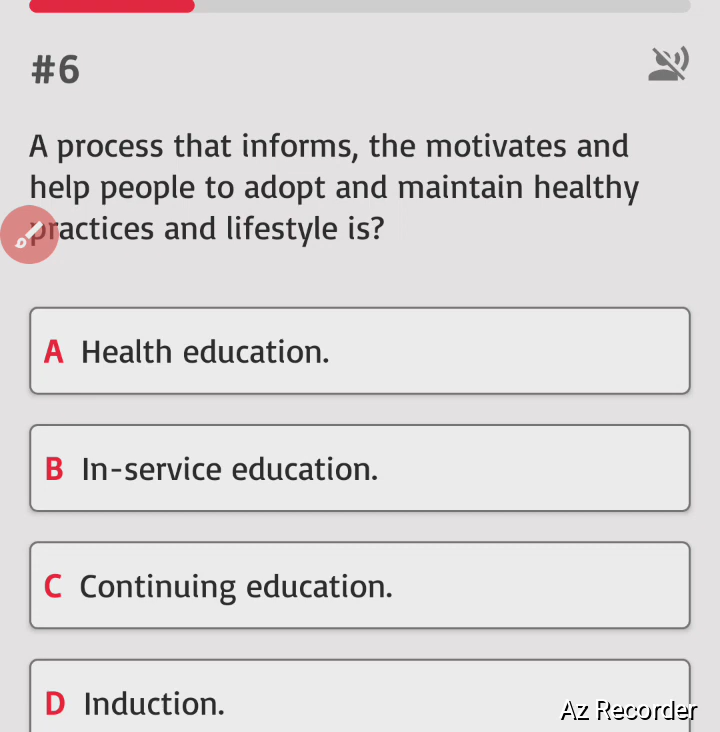 #6
A process that informs, the motivates and
help people to adopt and maintain healthy
practices and lifestyle is?
A Health education.
B In-service education.
C Continuing education.
D Induction.
Az Recorder